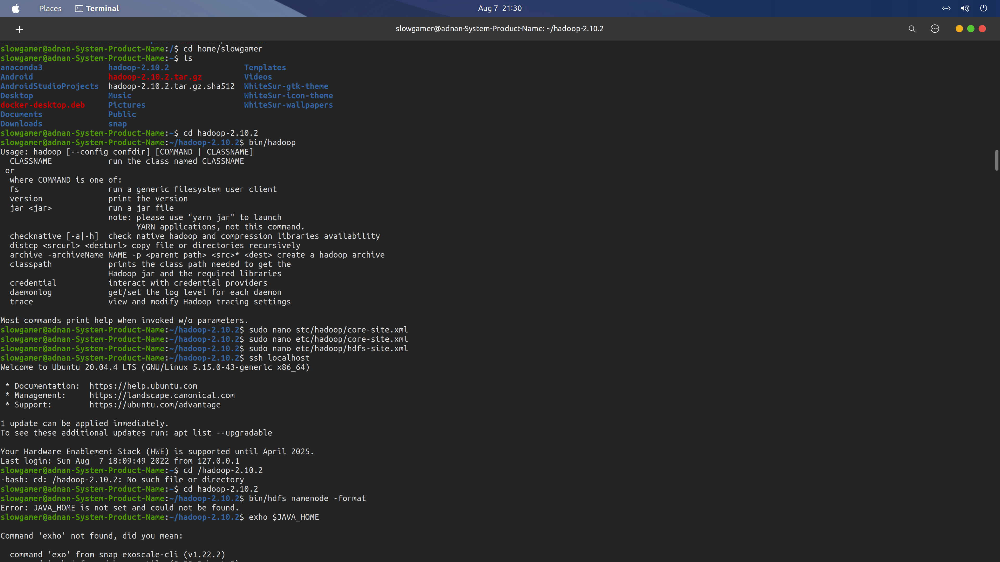 Places Terminal Aug 7 21:30
slowgamer@adnan-System-Product-Name: ~/hadoop-2.10.2
slowgamer@adnan-System-Product-Name:/$ cd home/slowgamer
slowgamer@adnan-System-Product-Name:~$ ls
anaconda3 hadoop-2.10.2 Templates
Android hadoop-2.10.2.tar.gz Videos
AndroidStudioProjects hadoop-2.10.2.tar.gz.sha512 WhiteSur-gtk-theme
Desktop Music WhiteSur-icon-theme
docker-desktop.deb Pictures WhiteSur-wallpapers
Documents Public
Downloads snap
slowgamer@adnan-System-Product-Name:~$ cd hadoop-2.10.2
slowgamer@adnan-System-Product-Name:~/hadoop-2.10.2$ bin/hadoop
Usage: hadoop [--config confdir] [COMMAND | CLASSNAME]
CLASSNAME run the class named CLASSNAME
or
where COMMAND is one of:
fs run a generic filesystem user client
version print the version
jar <jar> run a jar file
note: please use "yarn jar" to launch
YARN applications, not this command.
checknative [-a|-h] check native hadoop and compression libraries availability
distcp <srcurl> <desturl> copy file or directories recursively
archive -archiveName NAME -p <parent path> <src>* <dest> create a hadoop archive
classpath prints the class path needed to get the
Hadoop jar and the required libraries
credential interact with credential providers
daemonlog get/set the log level for each daemon
trace view and modify Hadoop tracing settings
Most commands print help when invoked w/o parameters.
slowgamer@adnan-System-Product-Name:~/hadoop-2.10.2$ sudo nano stc/hadoop/core-site.xml
slowgamer@adnan-System-Product-Name:~/hadoop-2.10.2$ sudo nano etc/hadoop/core-site.xml
slowgamer@adnan-System-Product-Name:~/hadoop-2.10.2$ sudo nano etc/hadoop/hdfs-site.xml
slowgamer@adnan-System-Product-Name:~/hadoop-2.10.2$ ssh localhost
Welcome to Ubuntu 20.04.4 LTS (GNU/Linux 5.15.0-43-generic x86_64)
* Documentation: https://help.ubuntu.com
* Management: https://landscape.canonical.com
* Support: https://ubuntu.com/advantage
1 update can be applied immediately.
To see these additional updates run: apt list --upgradable
Your Hardware Enablement Stack (HWE) is supported until April 2025.
Last login: Sun Aug 7 18:09:49 2022 from 127.0.0.1
slowgamer@adnan-System-Product-Name:~$ cd /hadoop-2.10.2
-bash: cd: /hadoop-2.10.2: No such file or directory
slowgamer@adnan-System-Product-Name:~$ cd hadoop-2.10.2
slowgamer@adnan-System-Product-Name:~/hadoop-2.10.2$ bin/hdfs namenode -format
Error: JAVA_HOME is not set and could not be found.
slowgamer@adnan-System-Product-Name:~/hadoop-2.10.2$ exho $JAVA_HOME
Command 'exho' not found, did you mean:
command 'exo' from snap exoscale-cli (v1.22.2)